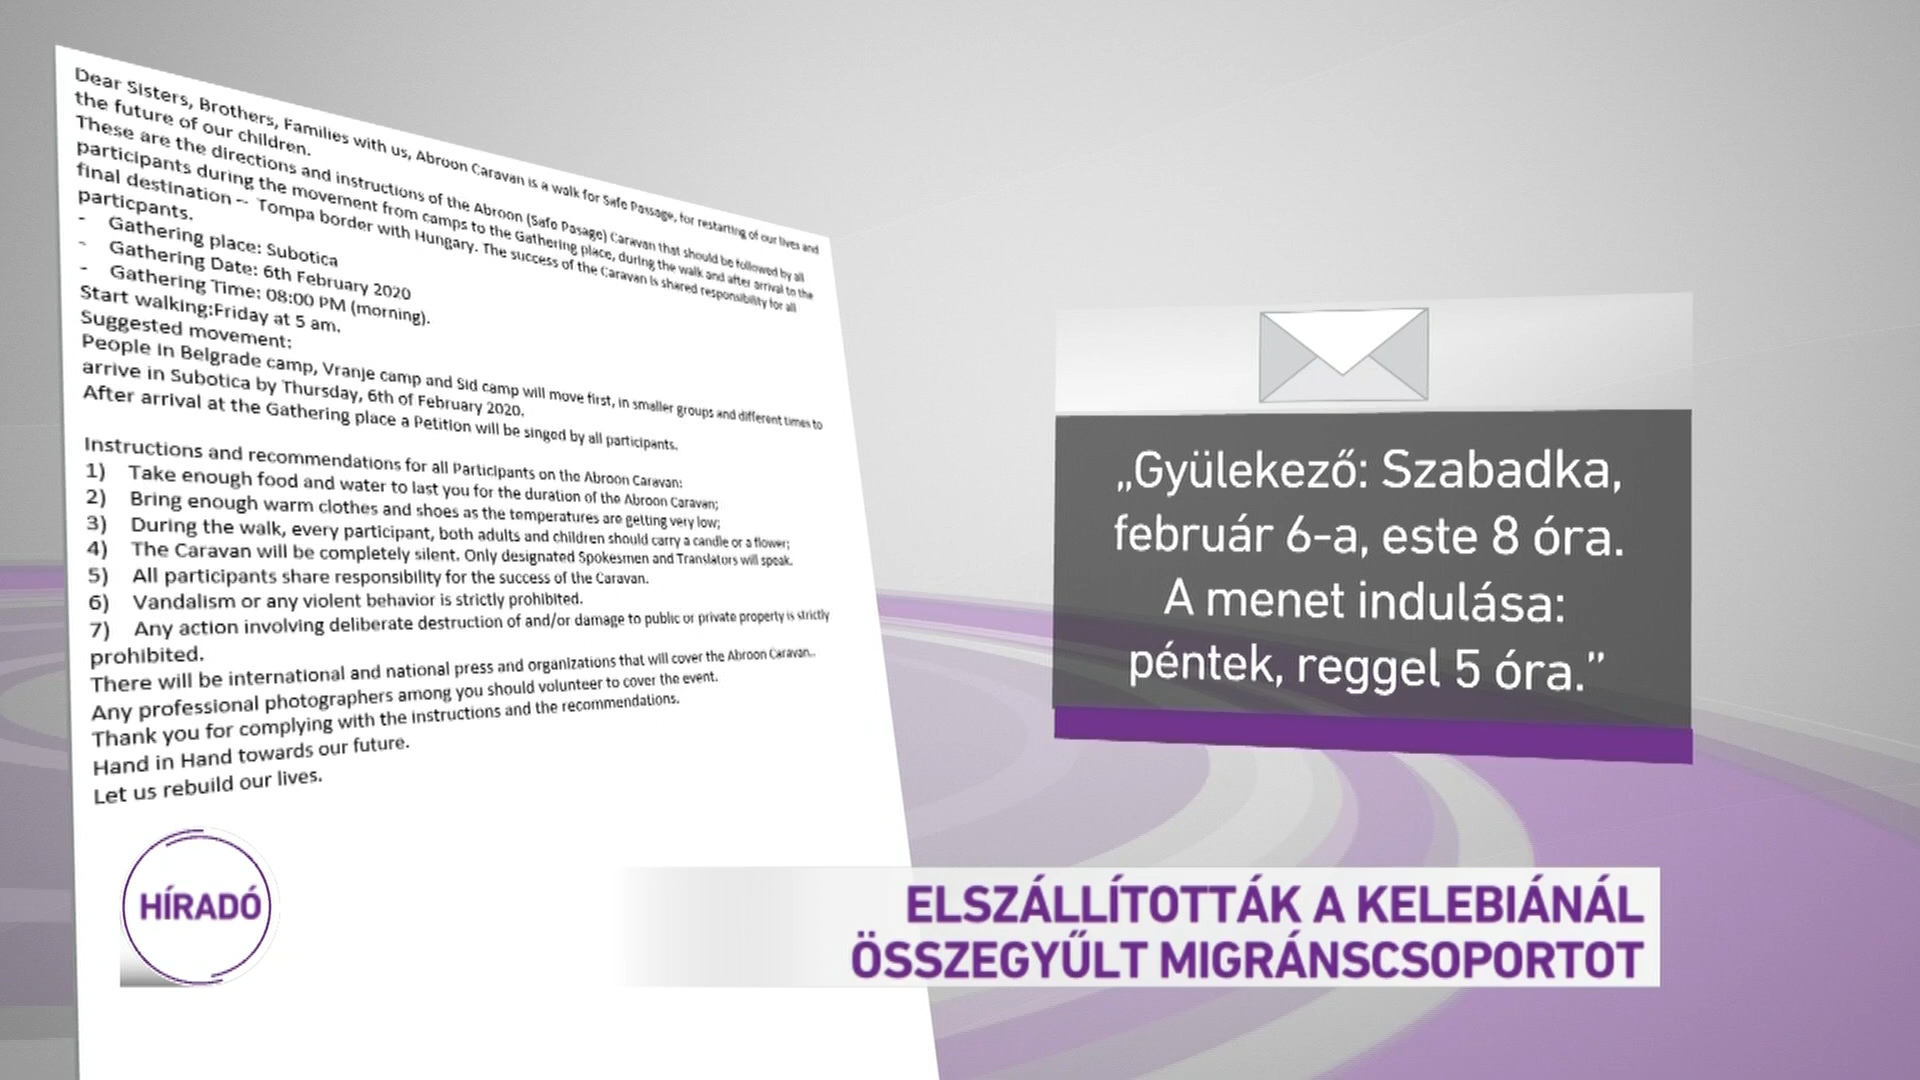 Dear Sisters, Brothers, Families with us, Abroon Caravan is a walk for Safe Passage, for restarting of our lives and
the future of our children.
These are the directions and instructions of the Abroon (Safe Pasage) Caravan that should be followed by all
participants during the movement from camps to the Gathering place, during the walk and after arrival to the
final destination -- Tompa border with Hungary. The success of the Caravan is shared responsibility for all
particpants.
- Gathering place: Subotica
- Gathering Date: 6th February 2020
- Gathering Time: 08:00 PM (morning).
Start walking:Friday at 5 am.
Suggested movement:
People in Belgrade camp, Vranje camp and Sid camp will move first, in smaller groups and different times to
arrive in Subotica by Thursday, 6th of February 2020.
After arrival at the Gathering place a Petition will be singed by all participants.
Instructions and recommendations for all Participants on the Abroon Caravan:
1) Take enough food and water to last you for the duration of the Abroon Caravan;
2) Bring enough warm clothes and shoes as the temperatures are getting very low;
3) During the walk, every participant, both adults and children should carry a candle or a flower;
4) The Caravan will be completely silent. Only designated Spokesmen and Translators will speak.
5) All participants share responsibility for the success of the Caravan.
6) Vandalism or any violent behavior is strictly prohibited.
7) Any action involving deliberate destruction of and/or damage to public or private property is strictly
prohibited.
There will be international and national press and organizations that will cover the Abroon Caravan..
Any professional photographers among you should volunteer to cover the event.
Thank you for complying with the instructions and the recommendations.
Hand in Hand towards our future.
Let us rebuild our lives.
„Gyülekező: Szabadka,
február 6-a, este 8 óra.
A menet indulása:
péntek, reggel 5 óra.”
HÍRADÓ
ELSZÁLLÍTOTTÁK A KELEBIÁNÁL
ÖSSZEGYŰLT MIGRÁNSCSOPORTOT